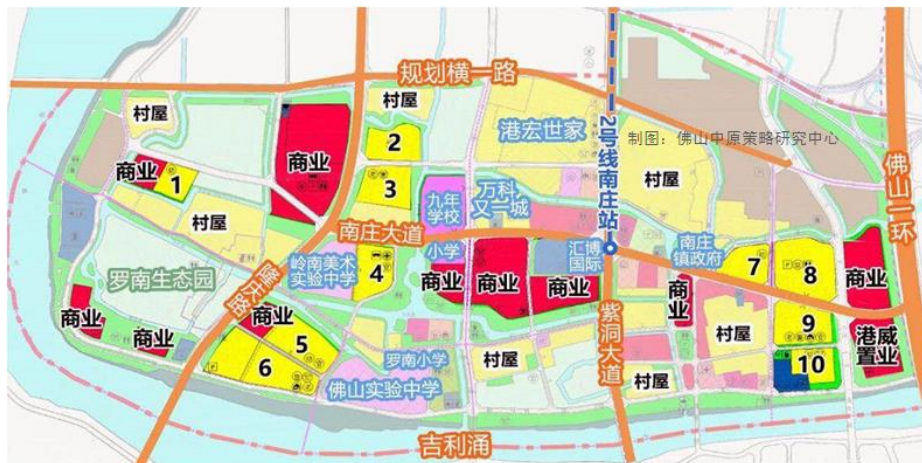 规划横一路
村屋
2
港宏世家
2号线南庄站
制图：佛山中原策略研究中心
商业
1
商业
3
九年
学校
万科
又一城
村屋
佛山一环
村屋
南庄大道
小学
岭南美术
实验中学
4
汇博
国际
南庄
镇政府
7
8
罗南生态园
隆庆路
商业
商业
商业
商业
商业
商业
商业
商业
5
6
罗南小学
佛山实验中学
村屋
紫洞大道
村屋
村屋
9
10
港威
置业
吉利涌